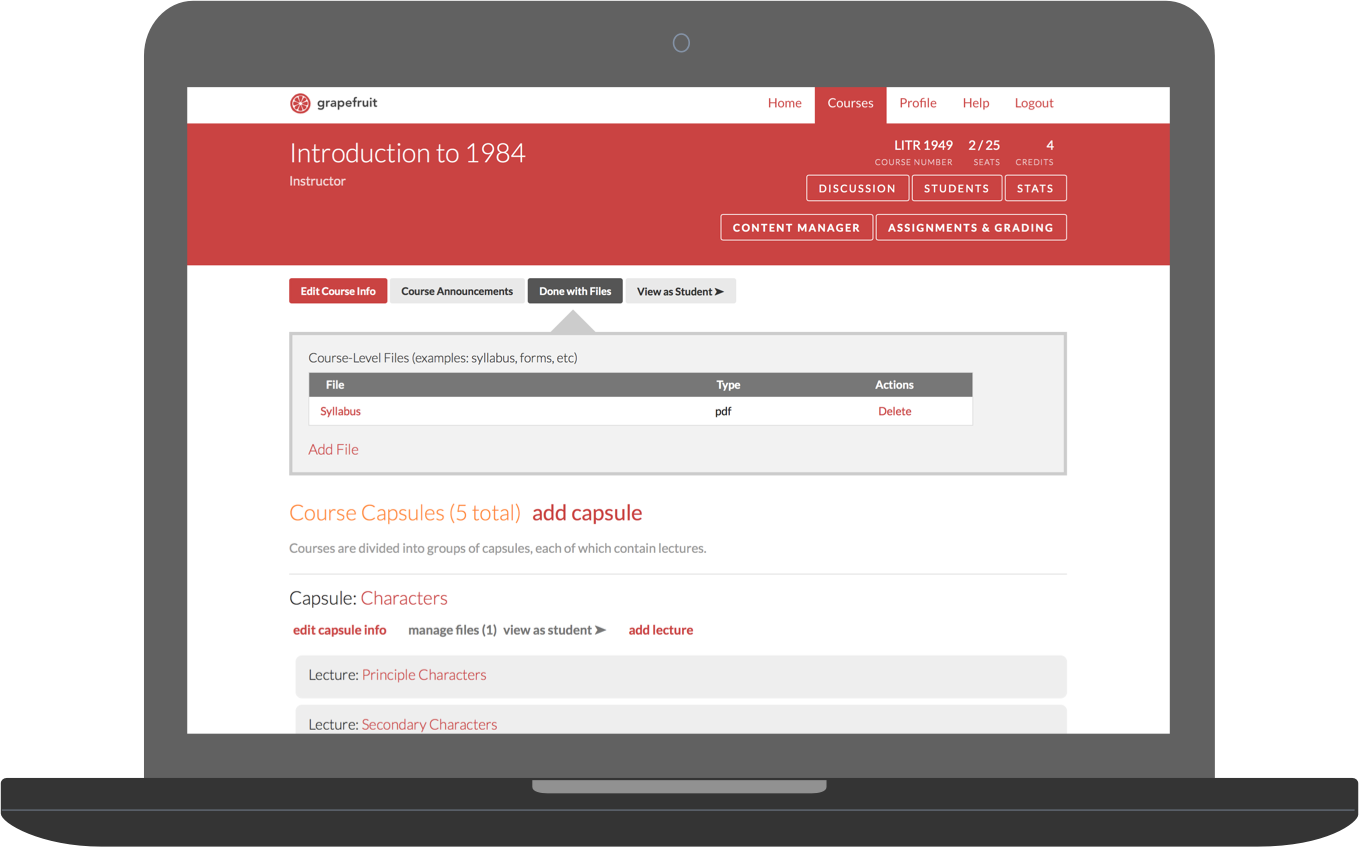 grapefruit
Home Courses Profile Help Logout
Introduction to 1984
Instructor
LITR 1949 2 / 25 4
COURSE NUMBER SEATS CREDITS
DISCUSSION STUDENTS STATS
CONTENT MANAGER ASSIGNMENTS & GRADING
Edit Course Info Course Announcements Done with Files View as Student ➤
Course-Level Files (examples: syllabus, forms, etc)
File Type Actions
Syllabus pdf Delete
Add File
Course Capsules (5 total) add capsule
Courses are divided into groups of capsules, each of which contain lectures.
Capsule: Characters
edit capsule info manage files (1) view as student ➤ add lecture
Lecture: Principle Characters
Lecture: Secondary Characters